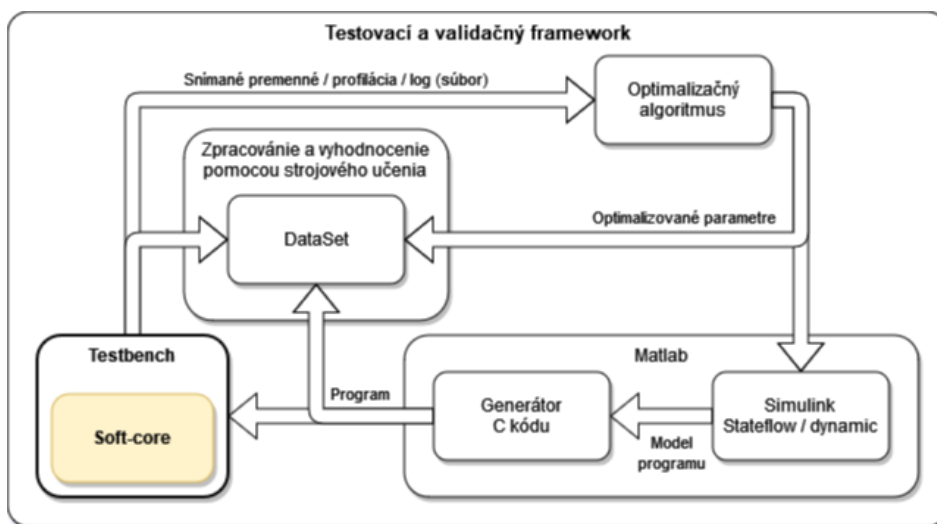 Testovací a validačný framework
Snímané premenné / profilácia / log (súbor)
Optimalizačný
algoritmus
Zpracovánie a vyhodnocenie
pomocou strojového učenia
DataSet
Optimalizované parametre
Testbench
Soft-core
Program
Matlab
Generátor
C kódu
Model
programu
Simulink
Stateflow / dynamic